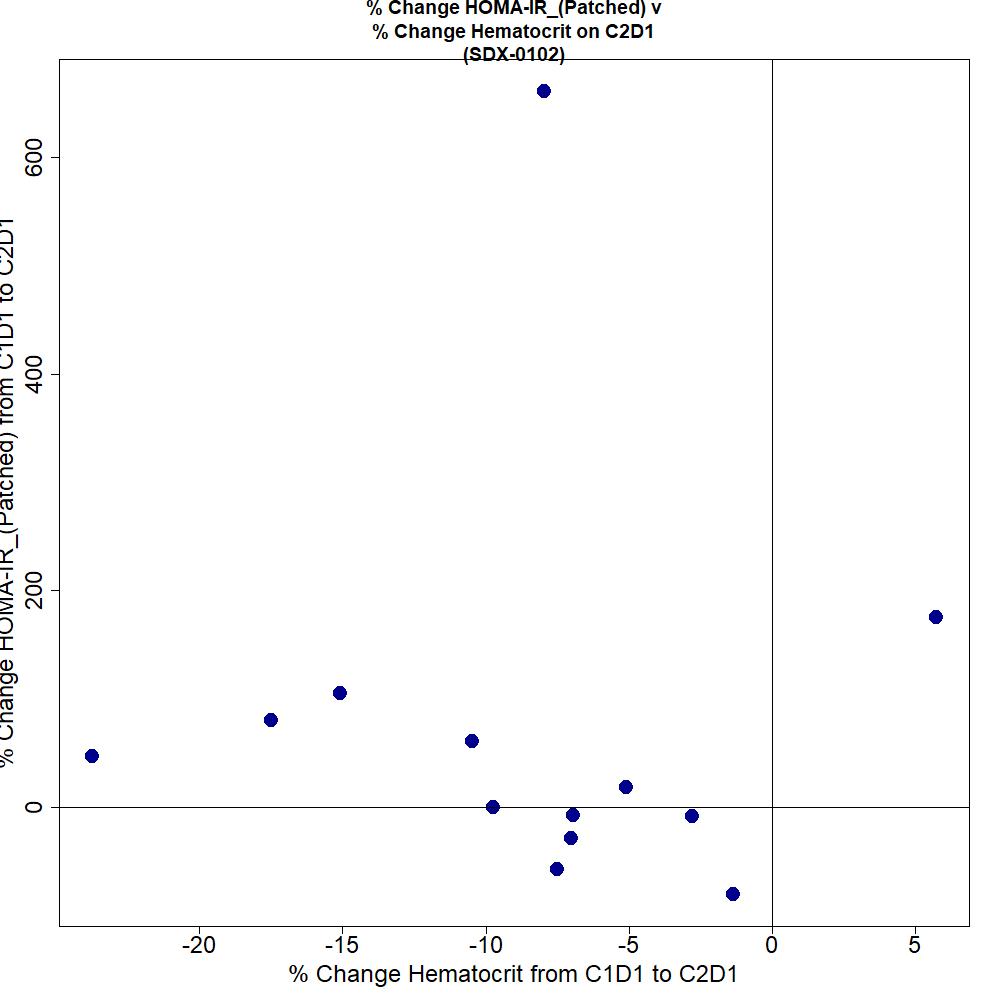 % Change HOMA-IR_(Patched) v
% Change Hematocrit on C2D1
(SDX-0102)
% Change HOMA-IR_(Patched) from C1D1 to C2D1
600
400
200
0
-20
-15
-10
-5
0
5
% Change Hematocrit from C1D1 to C2D1